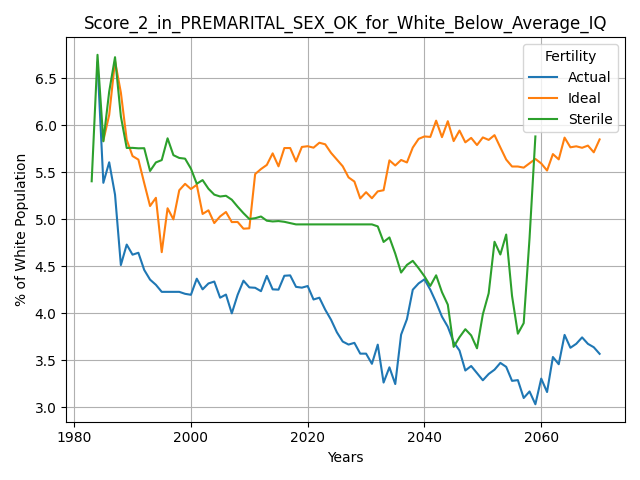 Score_2_in_PREMARITAL_SEX_OK_for_White_Below_Average_IQ
Fertility
Actual
Ideal
Sterile
% of White Population
6.5
6.0
5.5
5.0
4.5
4.0
3.5
3.0
1980
2000
2020
2040
2060
Years